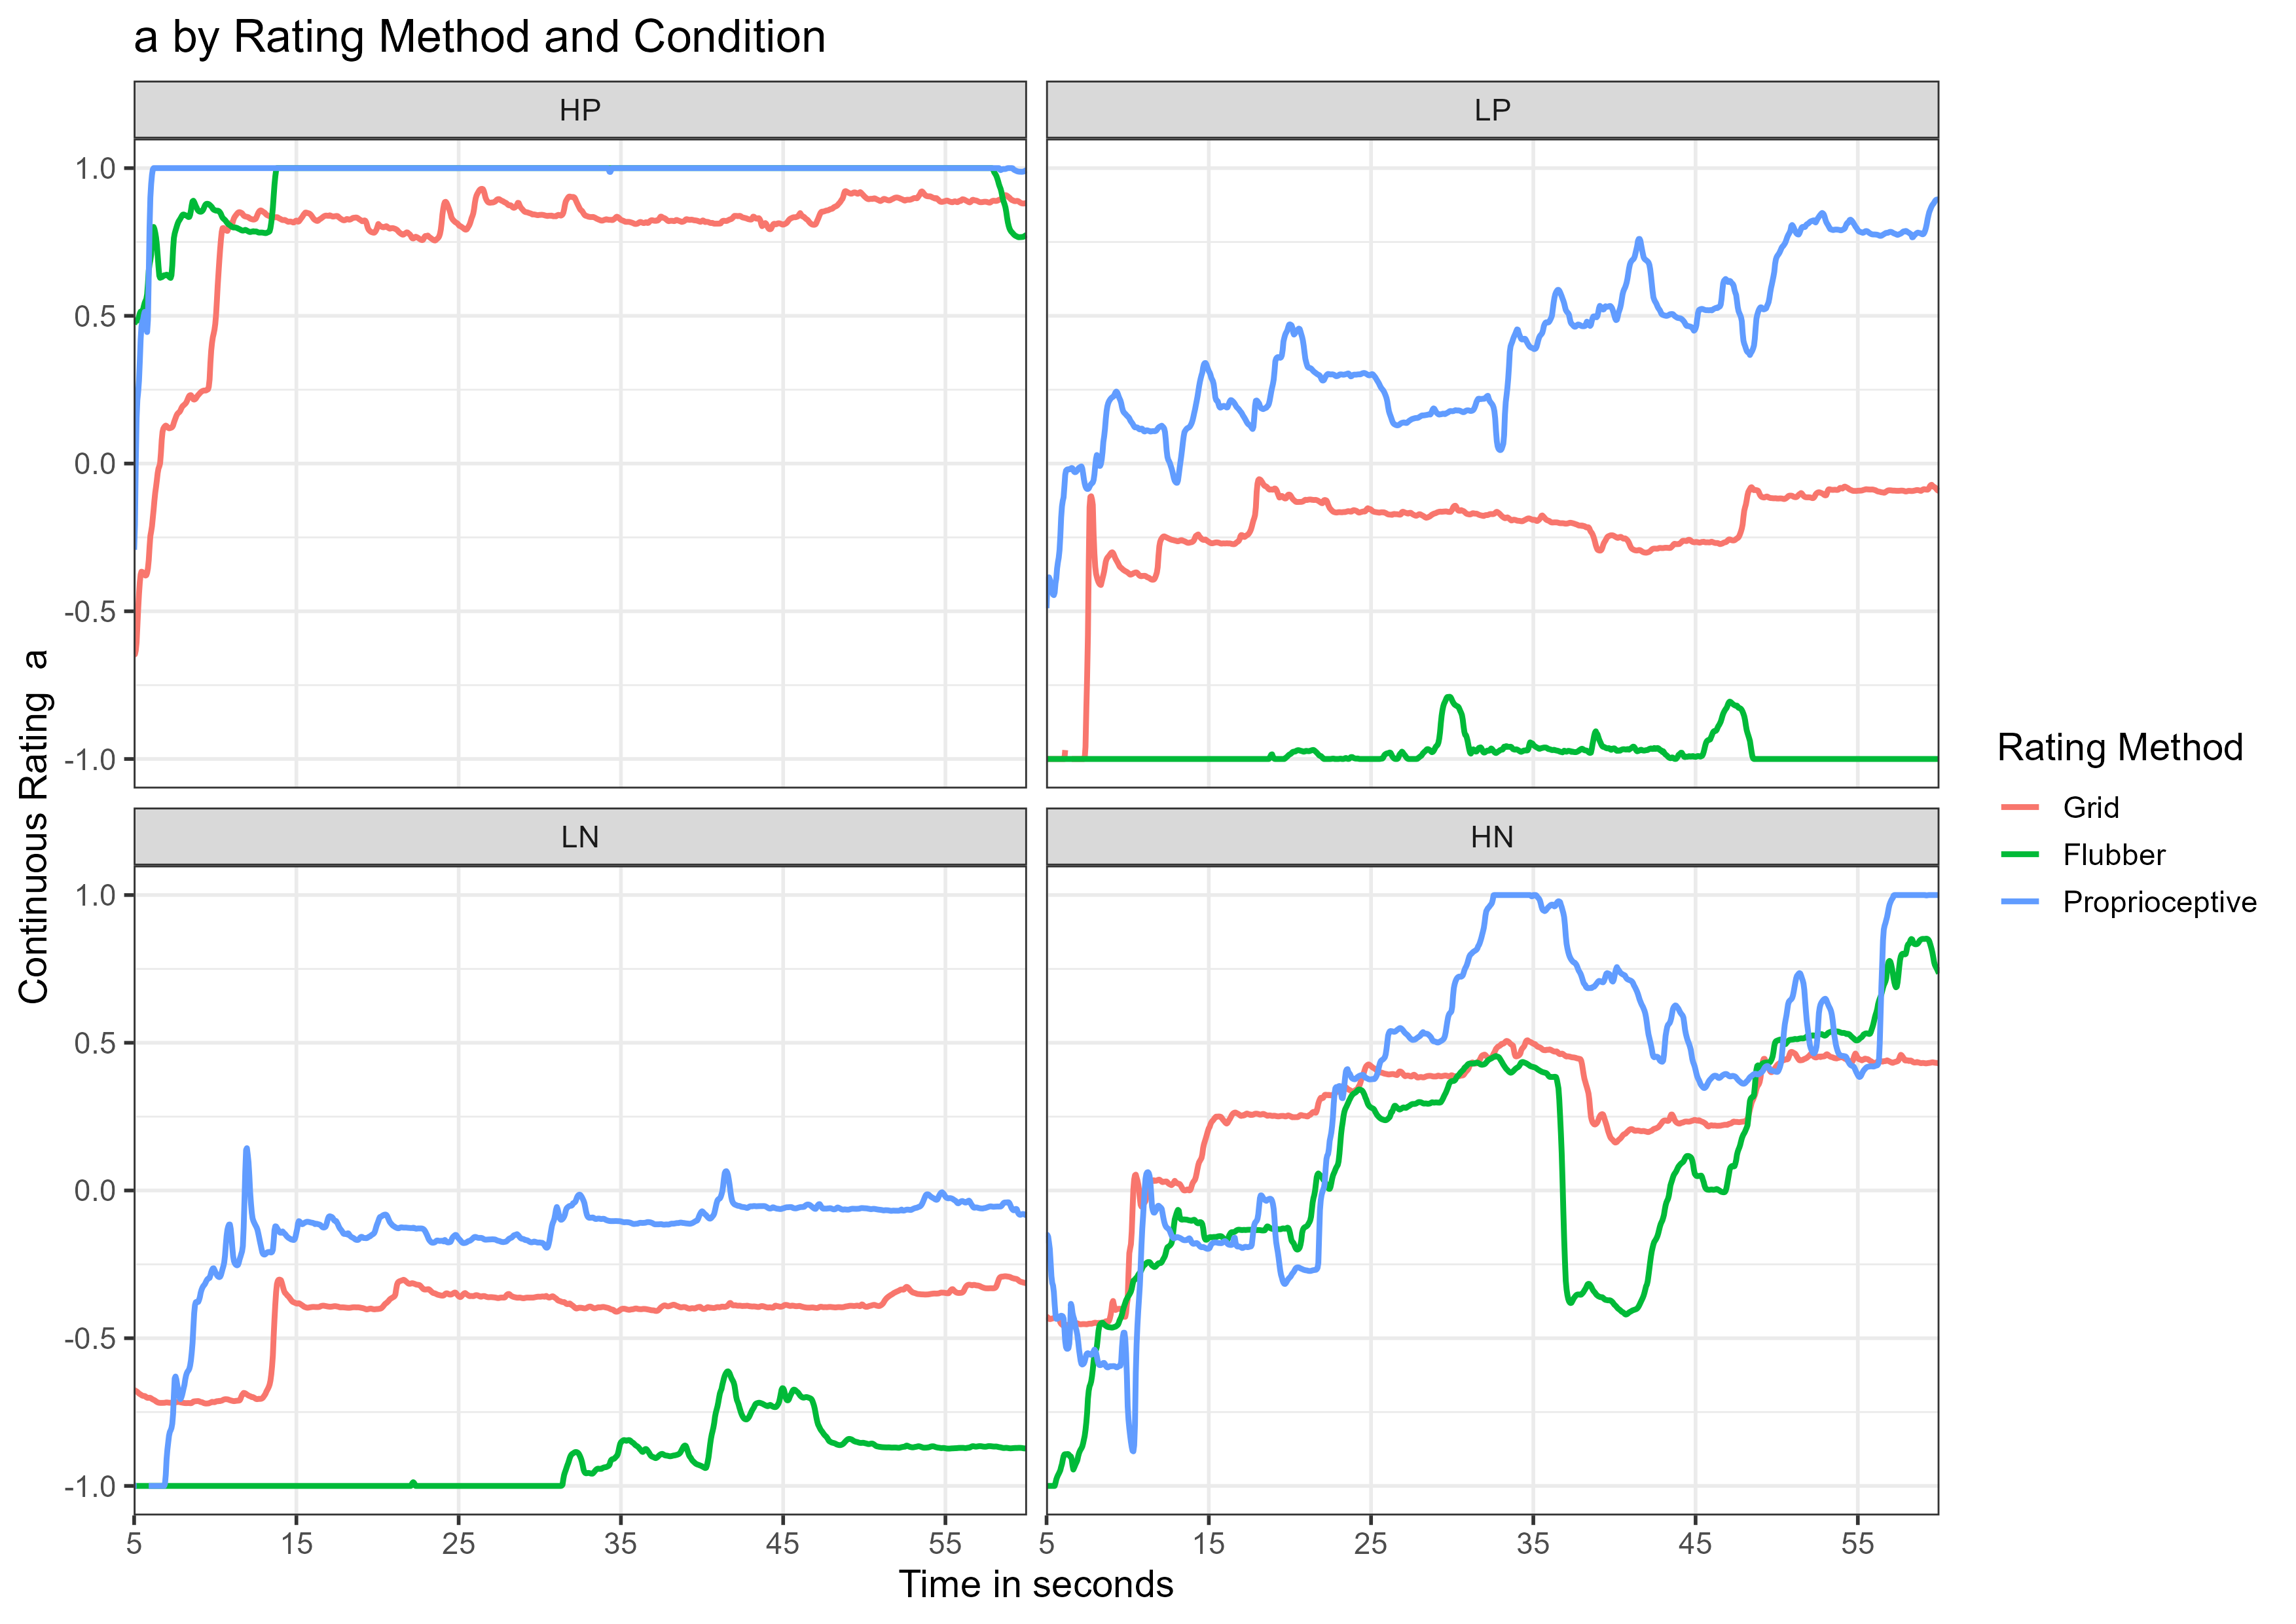 a by Rating Method and Condition
HP
LP
1.0
0.5
0.0
-0.5
-1.0
LN
HN
1.0
0.5
0.0
-0.5
-1.0
5 15 25 35 45 55
5 15 25 35 45 55
Time in seconds
Continuous Rating a
Rating Method
Grid
Flubber
Proprioceptive